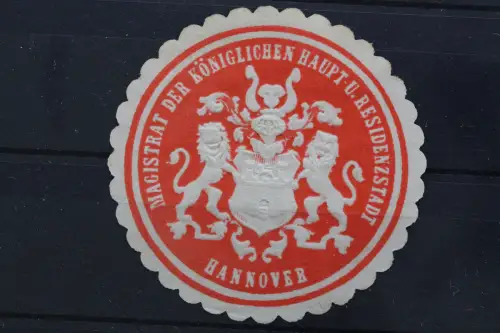 MAGISTRAT DER KÖNIGLICHEN HAUPT-U. RESIDENZSTADT
HANNOVER